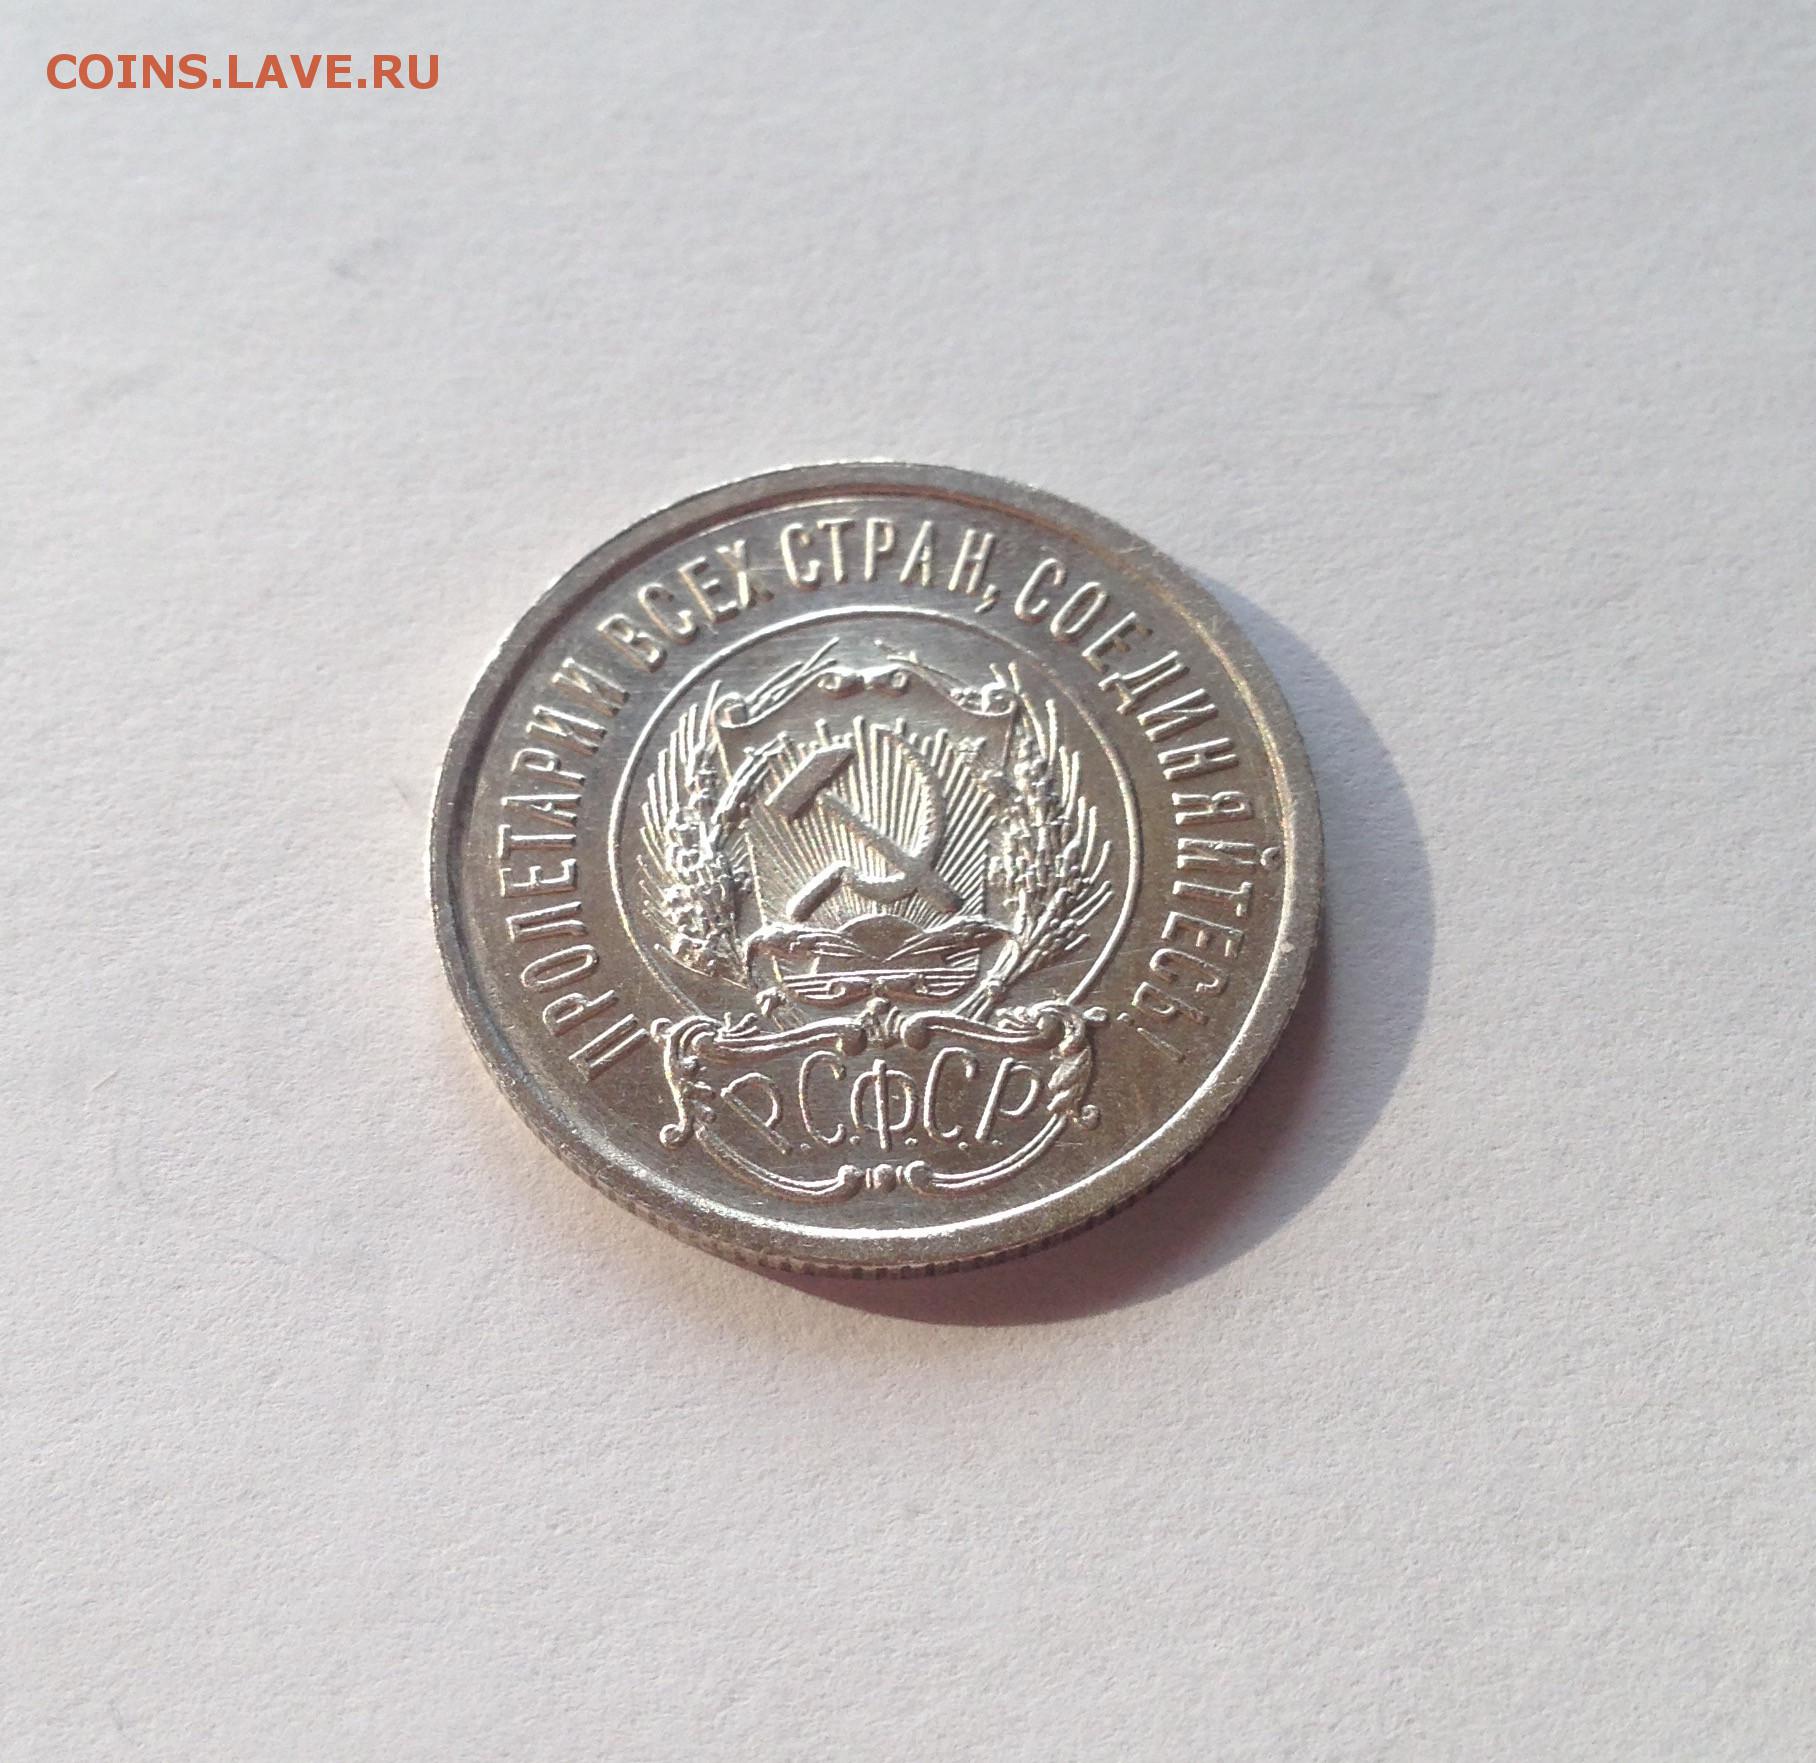 COINS.LAVE.RU
ПРОЛЕТАРИИ ВСЕХ СТРАН, СОЕДИНЯЙТЕСЬ!
Р.С.Ф.С.Р.